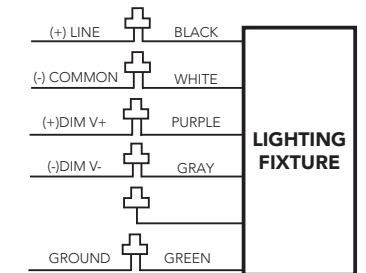 (+) LINE BLACK
(-) COMMON WHITE
(+)DIM V+ PURPLE
(-)DIM V- GRAY
GROUND GREEN
LIGHTING
FIXTURE